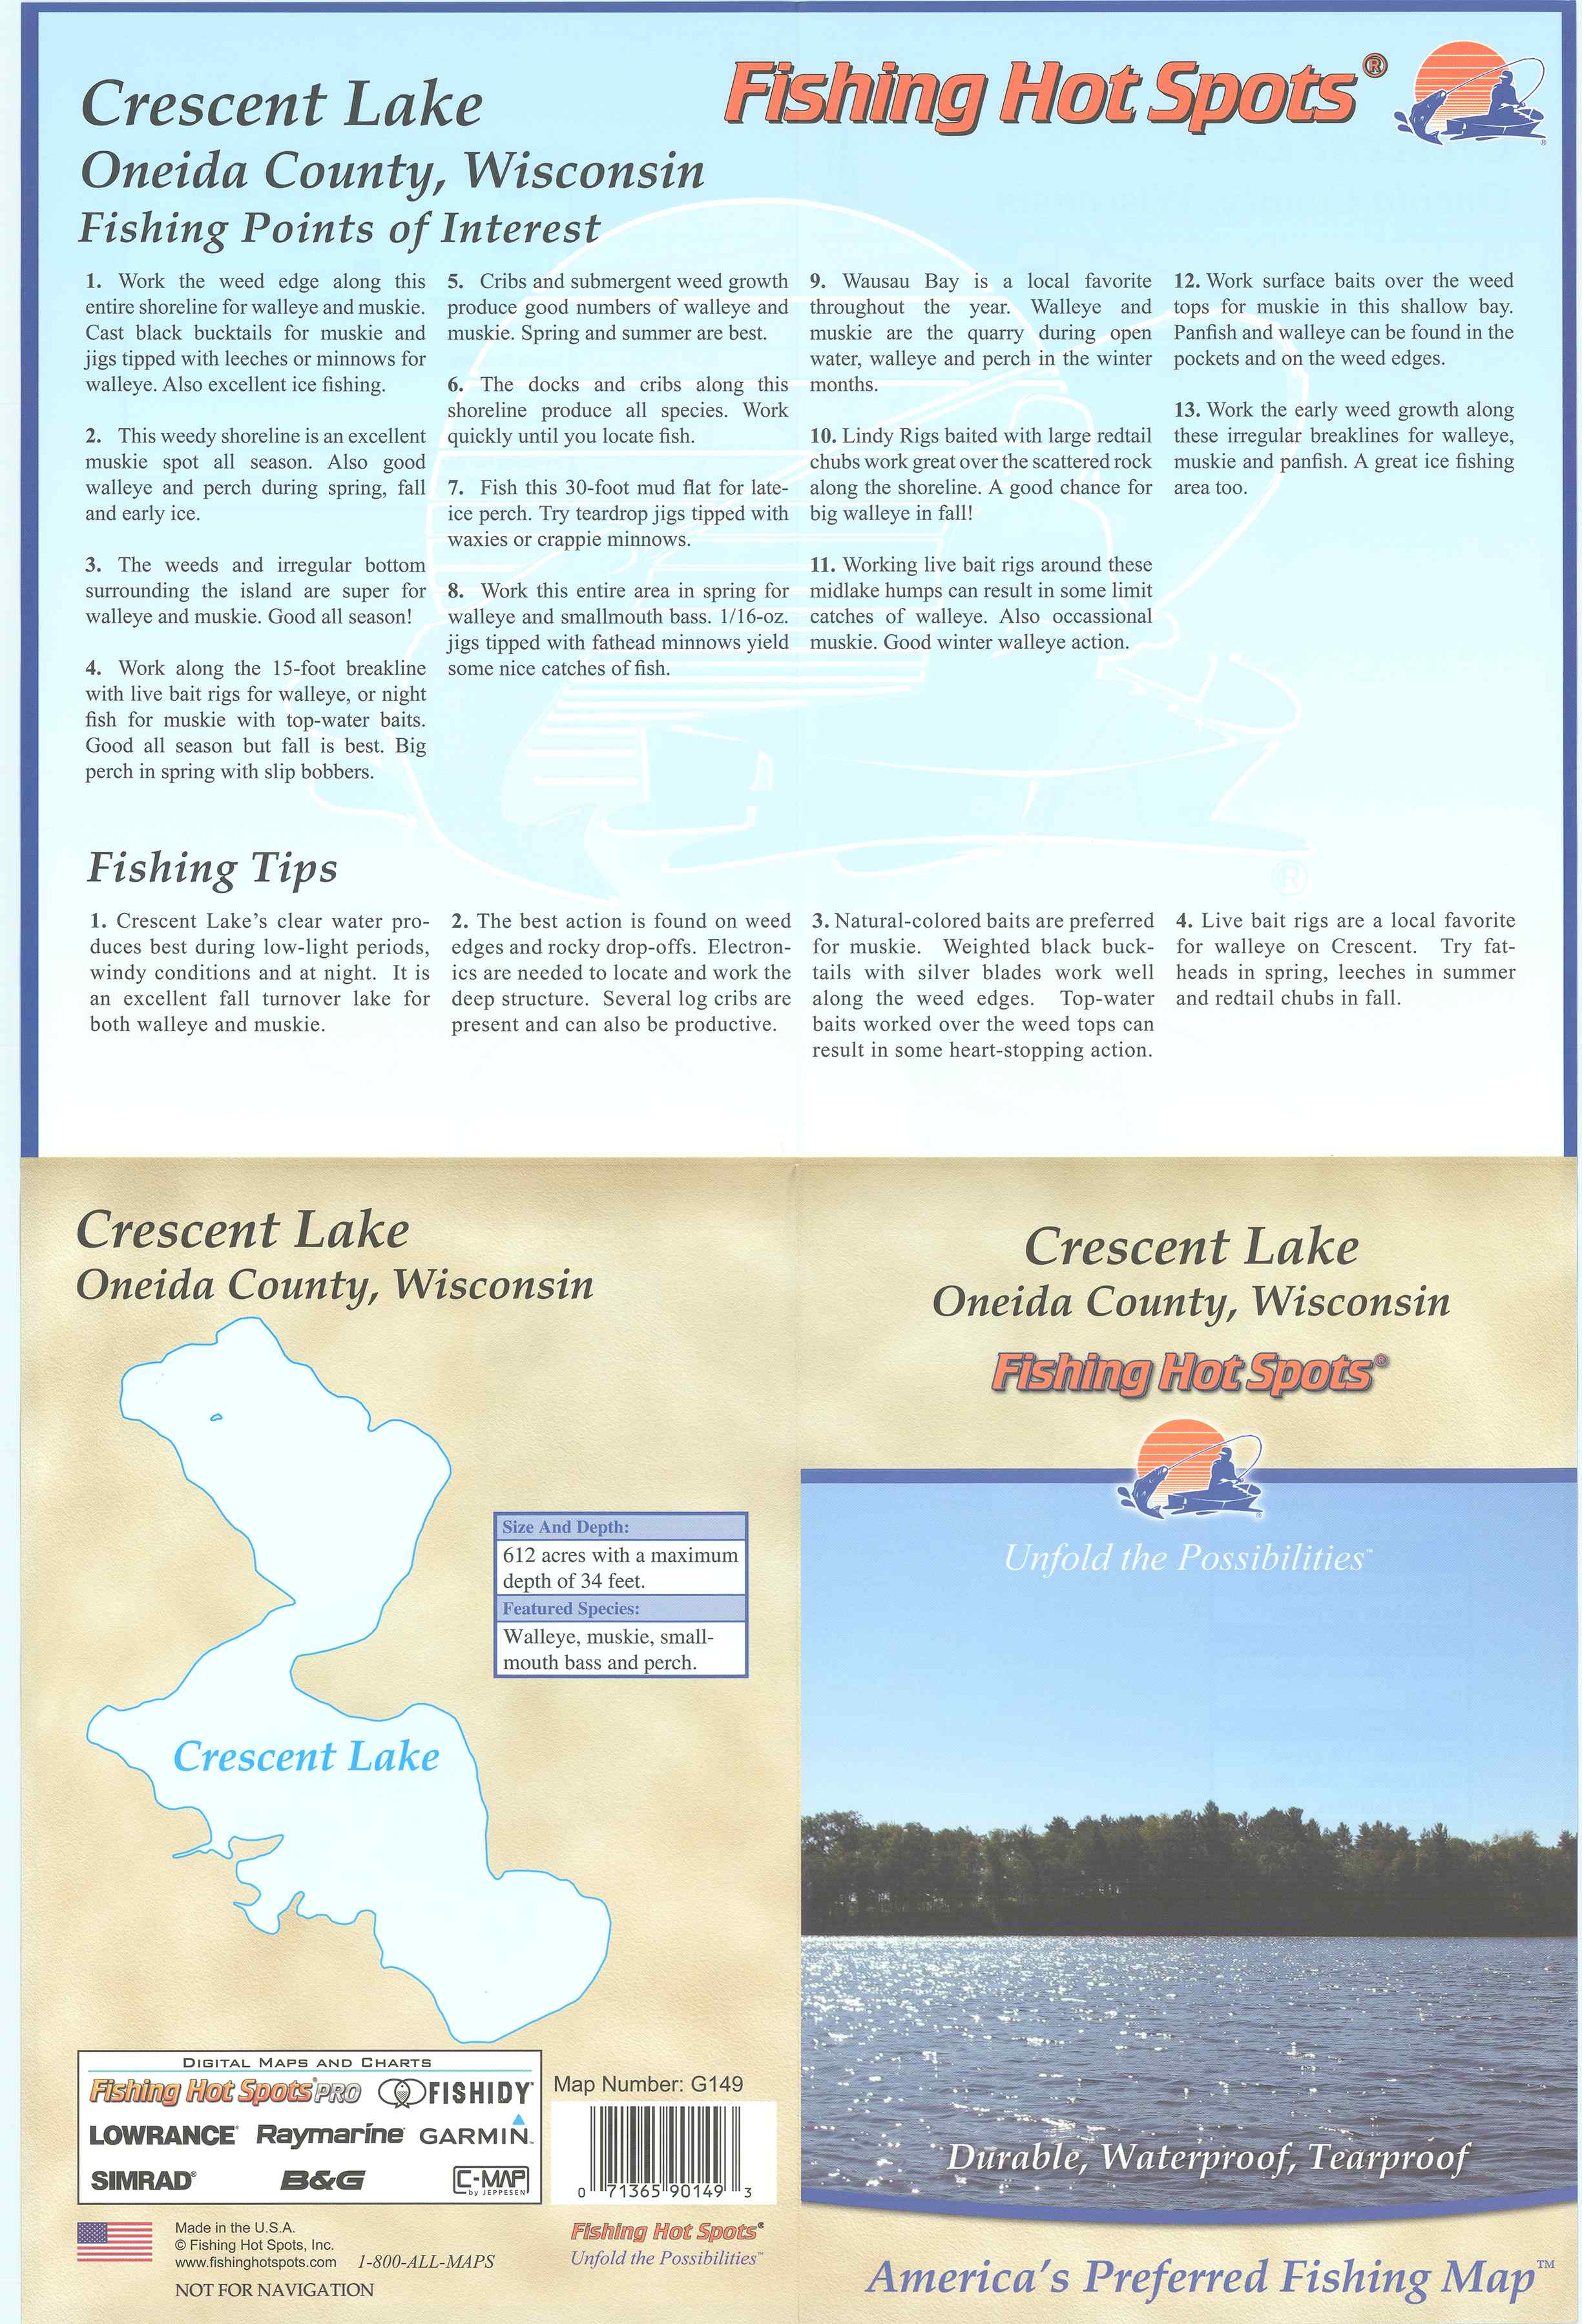 Crescent Lake
Oneida County, Wisconsin
Fishing Points of Interest
Fishing Hot Spots®
®
1. Work the weed edge along this
entire shoreline for walleye and muskie.
Cast black bucktails for muskie and
jigs tipped with leeches or minnows for
walleye. Also excellent ice fishing.
2. This weedy shoreline is an excellent
muskie spot all season. Also good
walleye and perch during spring, fall
and early ice.
3. The weeds and irregular bottom
surrounding the island are super for
walleye and muskie. Good all season!
4. Work along the 15-foot breakline
with live bait rigs for walleye, or night
fish for muskie with top-water baits.
Good all season but fall is best. Big
perch in spring with slip bobbers.
5. Cribs and submergent weed growth
produce good numbers of walleye and
muskie. Spring and summer are best.
6. The docks and cribs along this
shoreline produce all species. Work
quickly until you locate fish.
7. Fish this 30-foot mud flat for late-
ice perch. Try teardrop jigs tipped with
waxies or crappie minnows.
8. Work this entire area in spring for
walleye and smallmouth bass. 1/16-oz.
jigs tipped with fathead minnows yield
some nice catches of fish.
9. Wausau Bay is a local favorite
throughout the year. Walleye and
muskie are the quarry during open
water, walleye and perch in the winter
months.
10. Lindy Rigs baited with large redtail
chubs work great over the scattered rock
along the shoreline. A good chance for
big walleye in fall!
11. Working live bait rigs around these
midlake humps can result in some limit
catches of walleye. Also occassional
muskie. Good winter walleye action.
12. Work surface baits over the weed
tops for muskie in this shallow bay.
Panfish and walleye can be found in the
pockets and on the weed edges.
13. Work the early weed growth along
these irregular breaklines for walleye,
muskie and panfish. A great ice fishing
area too.
®
Fishing Tips
1. Crescent Lake's clear water pro-
duces best during low-light periods,
windy conditions and at night. It is
an excellent fall turnover lake for
both walleye and muskie.
2. The best action is found on weed
edges and rocky drop-offs. Electron-
ics are needed to locate and work the
deep structure. Several log cribs are
present and can also be productive.
3. Natural-colored baits are preferred
for muskie. Weighted black buck-
tails with silver blades work well
along the weed edges. Top-water
baits worked over the weed tops can
result in some heart-stopping action.
4. Live bait rigs are a local favorite
for walleye on Crescent. Try fat-
heads in spring, leeches in summer
and redtail chubs in fall.
Crescent Lake
Oneida County, Wisconsin
Size And Depth:
612 acres with a maximum
depth of 34 feet.
Featured Species:
Walleye, muskie, small-
mouth bass and perch.
Crescent Lake
DIGITAL MAPS AND CHARTS
Fishing Hot Spots® PRO FISHIDY
LOWRANCE® Raymarine GARMIN
SIMRAD® B&G C-MAP
by JEPPESEN
Map Number: G149
0 71365 90149 3
Made in the U.S.A.
© Fishing Hot Spots, Inc.
www.fishinghotspots.com 1-800-ALL-MAPS
NOT FOR NAVIGATION
Fishing Hot Spots®
Unfold the Possibilities™
Crescent Lake
Oneida County, Wisconsin
Fishing Hot Spots®
®
Unfold the Possibilities™
Durable, Waterproof, Tearproof
America's Preferred Fishing Map™